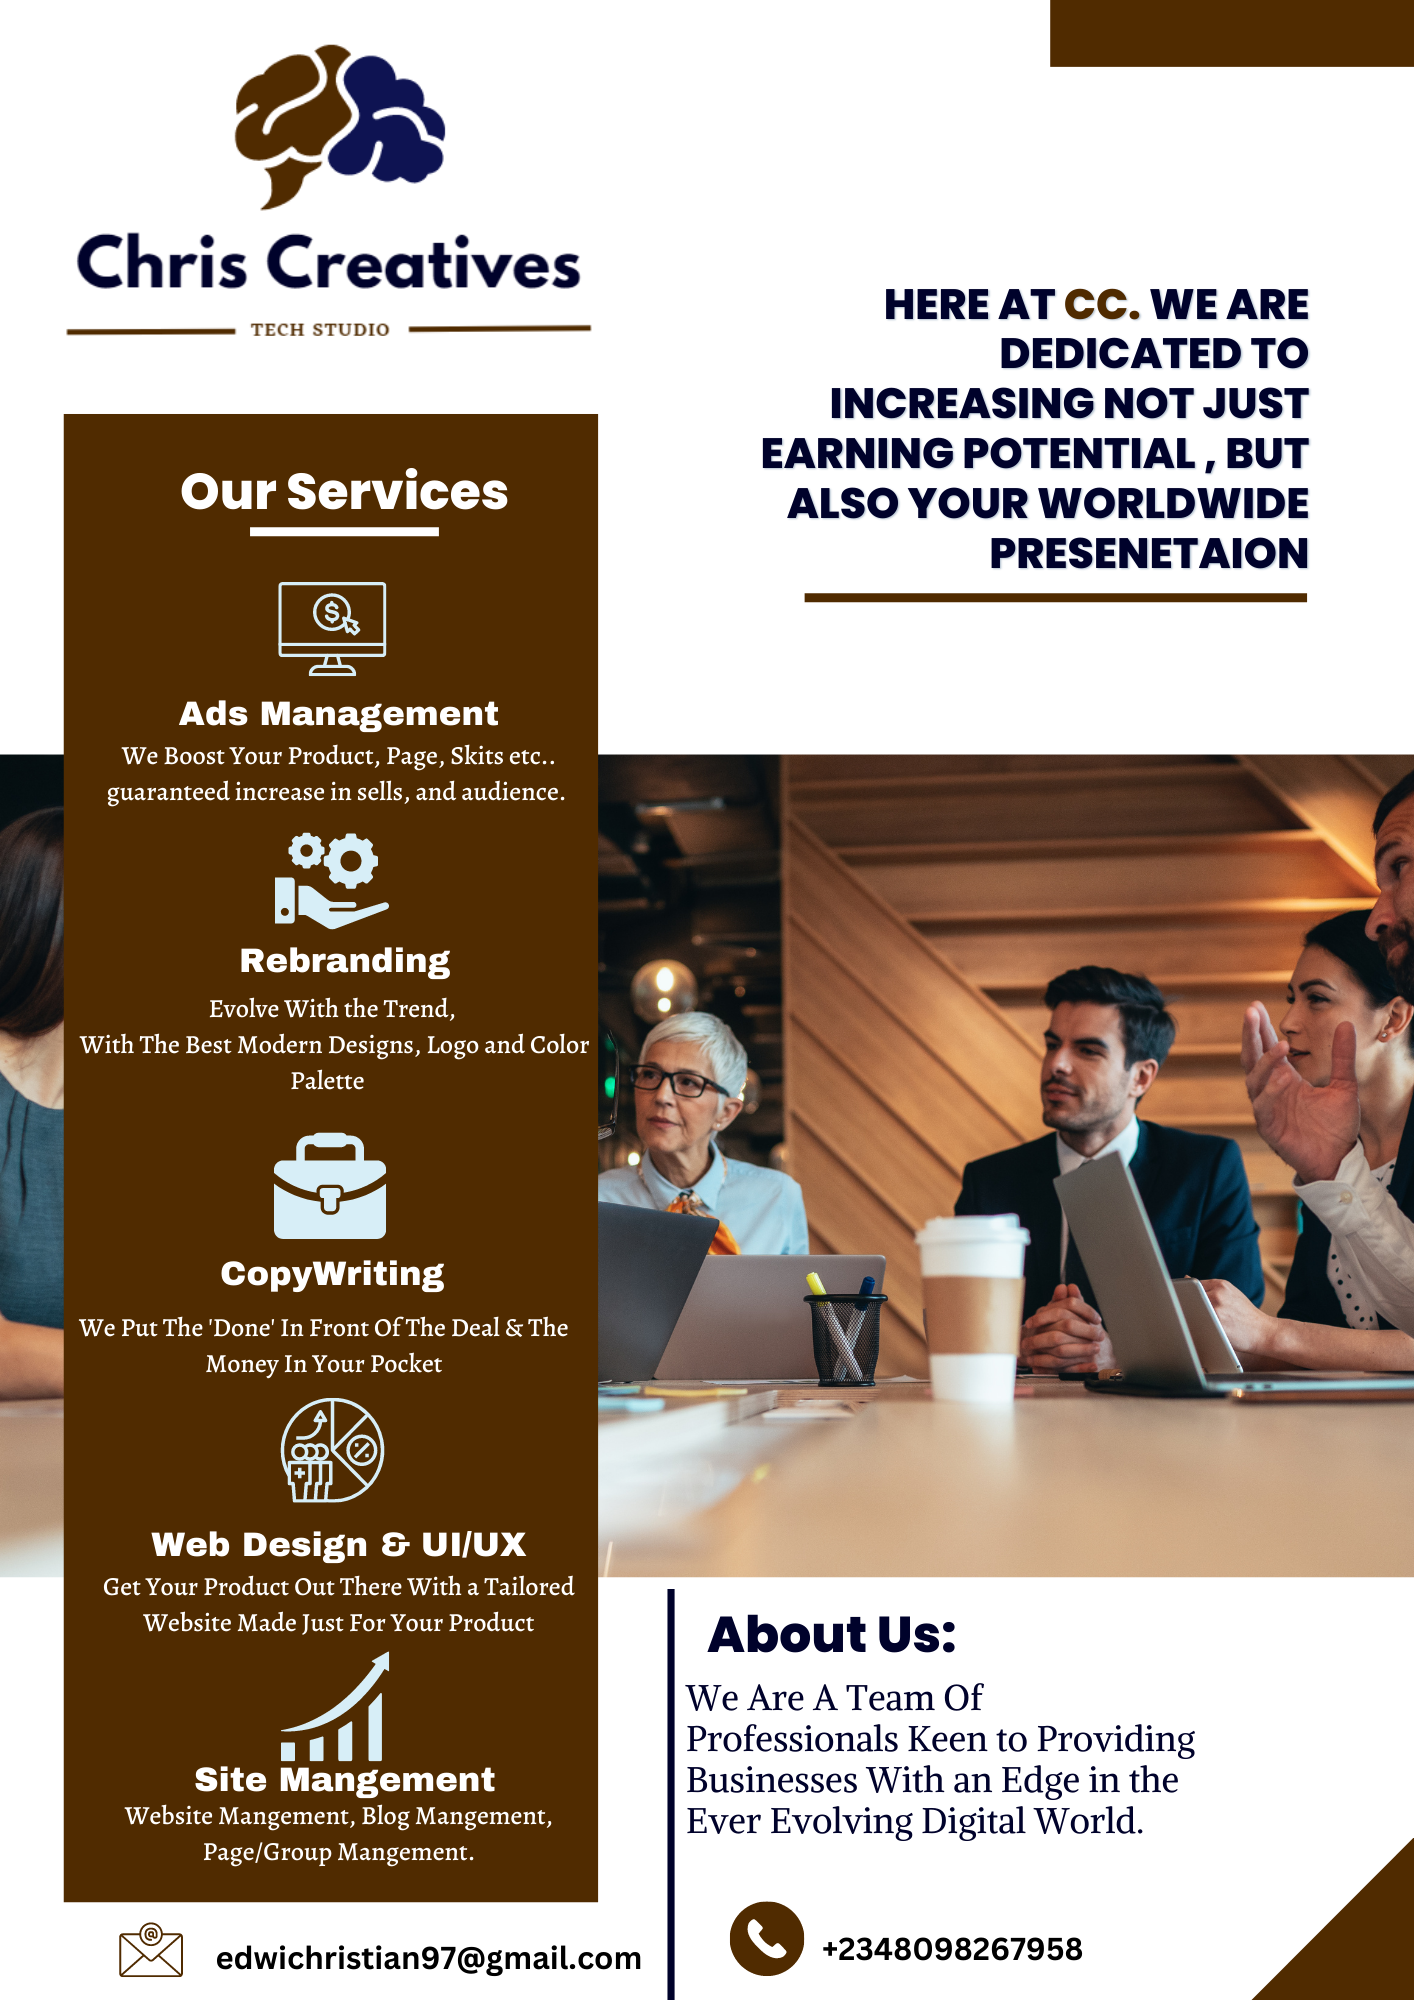 Chris Creatives
TECH STUDIO
HERE AT CC. WE ARE
DEDICATED TO
INCREASING NOT JUST
EARNING POTENTIAL , BUT
ALSO YOUR WORLDWIDE
PRESENETAION
Our Services
$
Ads Management
We Boost Your Product, Page, Skits etc..
guaranteed increase in sells, and audience.
Rebranding
Evolve With the Trend,
With The Best Modern Designs, Logo and Color
Palette
CopyWriting
We Put The 'Done' In Front Of The Deal & The
Money In Your Pocket
%
Web Design & UI/UX
Get Your Product Out There With a Tailored
Website Made Just For Your Product
Site Mangement
Website Mangement, Blog Mangement,
Page/Group Mangement.
About Us:
We Are A Team Of
Professionals Keen to Providing
Businesses With an Edge in the
Ever Evolving Digital World.
@
edwichristian97@gmail.com
+2348098267958